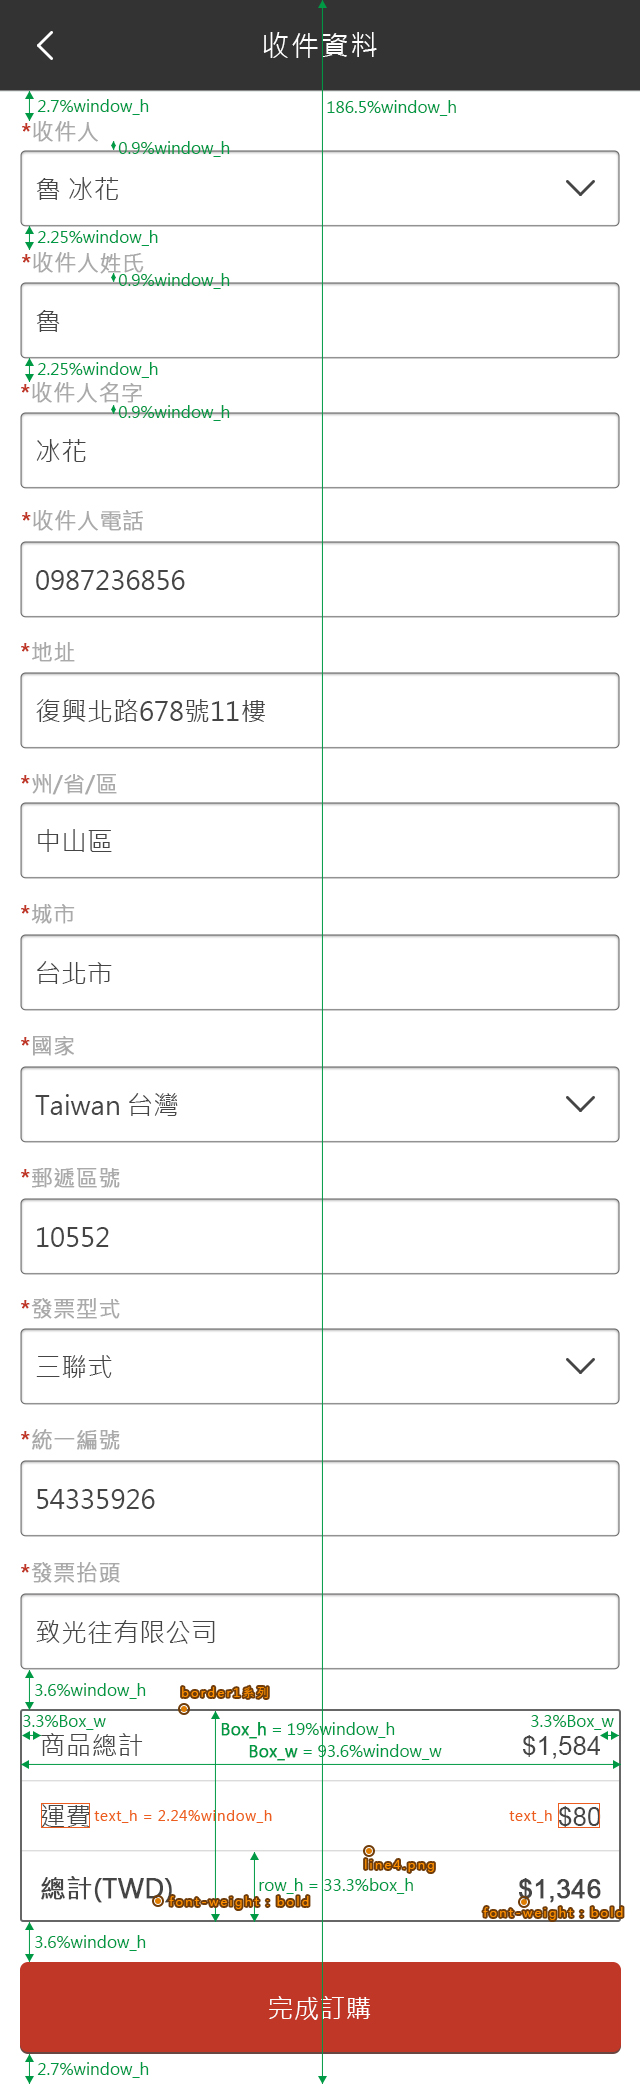 收件資料
2.7%window_h
186.5%window_h
*收件人
0.9%window_h
魯 冰花
2.25%window_h
*收件人姓氏
0.9%window_h
魯
2.25%window_h
*收件人名字
0.9%window_h
冰花
*收件人電話
0987236856
*地址
復興北路678號11樓
*州/省/區
中山區
*城市
台北市
*國家
Taiwan 台灣
*郵遞區號
10552
*發票型式
三聯式
*統一編號
54335926
*發票抬頭
致光往有限公司
3.6%window_h
border1系列
3.3%Box_w
3.3%Box_w
Box_h = 19%window_h
商品總計
$1,584
Box_w = 93.6%window_w
運費 text_h = 2.24%window_h
text_h $80
line4.png
row_h = 33.3%box_h
總計(TWD)
$1,346
font-weight : bold
font-weight : bold
3.6%window_h
完成訂購
2.7%window_h